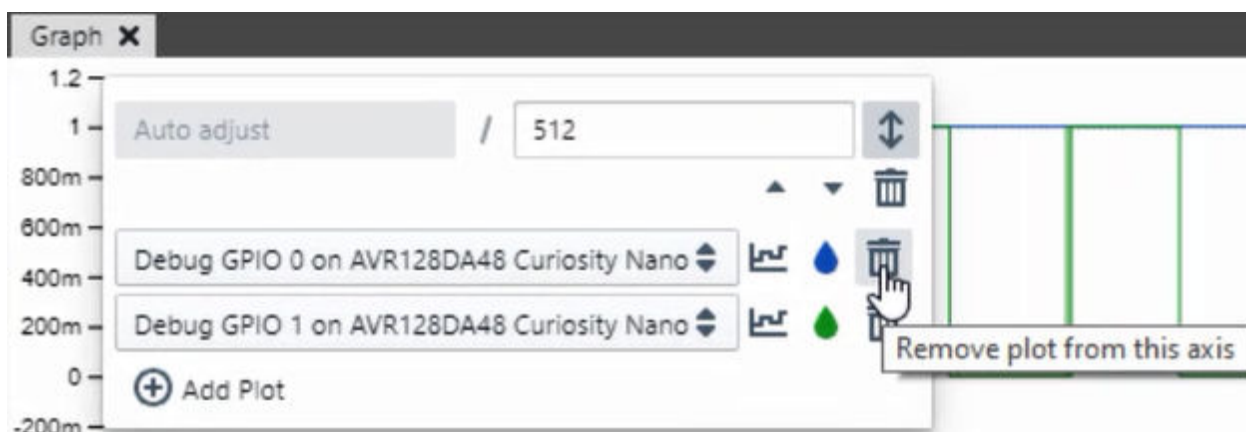 Graph
1.2
Auto adjust / 512
1
800m
600m
Debug GPIO 0 on AVR128DA48 Curiosity Nano
400m
Debug GPIO 1 on AVR128DA48 Curiosity Nano
200m
Remove plot from this axis
0
Add Plot
-200m